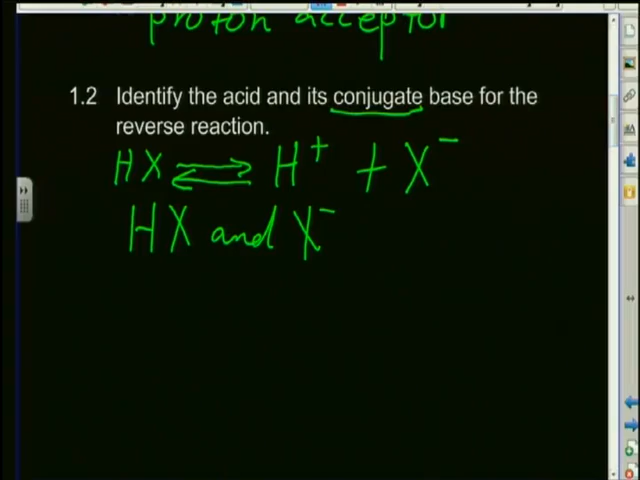 proton acceptor
1.2 Identify the acid and its conjugate base for the
reverse reaction.
HX ⇌ H⁺ + X⁻
HX and X⁻